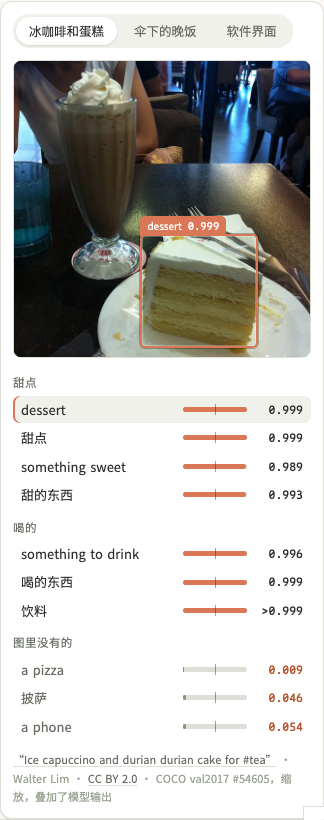 冰咖啡和蛋糕 伞下的晚饭 软件界面
dessert 0.999
甜点
dessert 0.999
甜点 0.999
something sweet 0.989
甜的东西 0.993
喝的
something to drink 0.996
喝的东西 0.999
饮料 >0.999
图里没有的
a pizza 0.009
披萨 0.046
a phone 0.054
“Ice capuccino and durian durian cake for #tea” ·
Walter Lim · CC BY 2.0 · COCO val2017 #54605，缩
放，叠加了模型输出